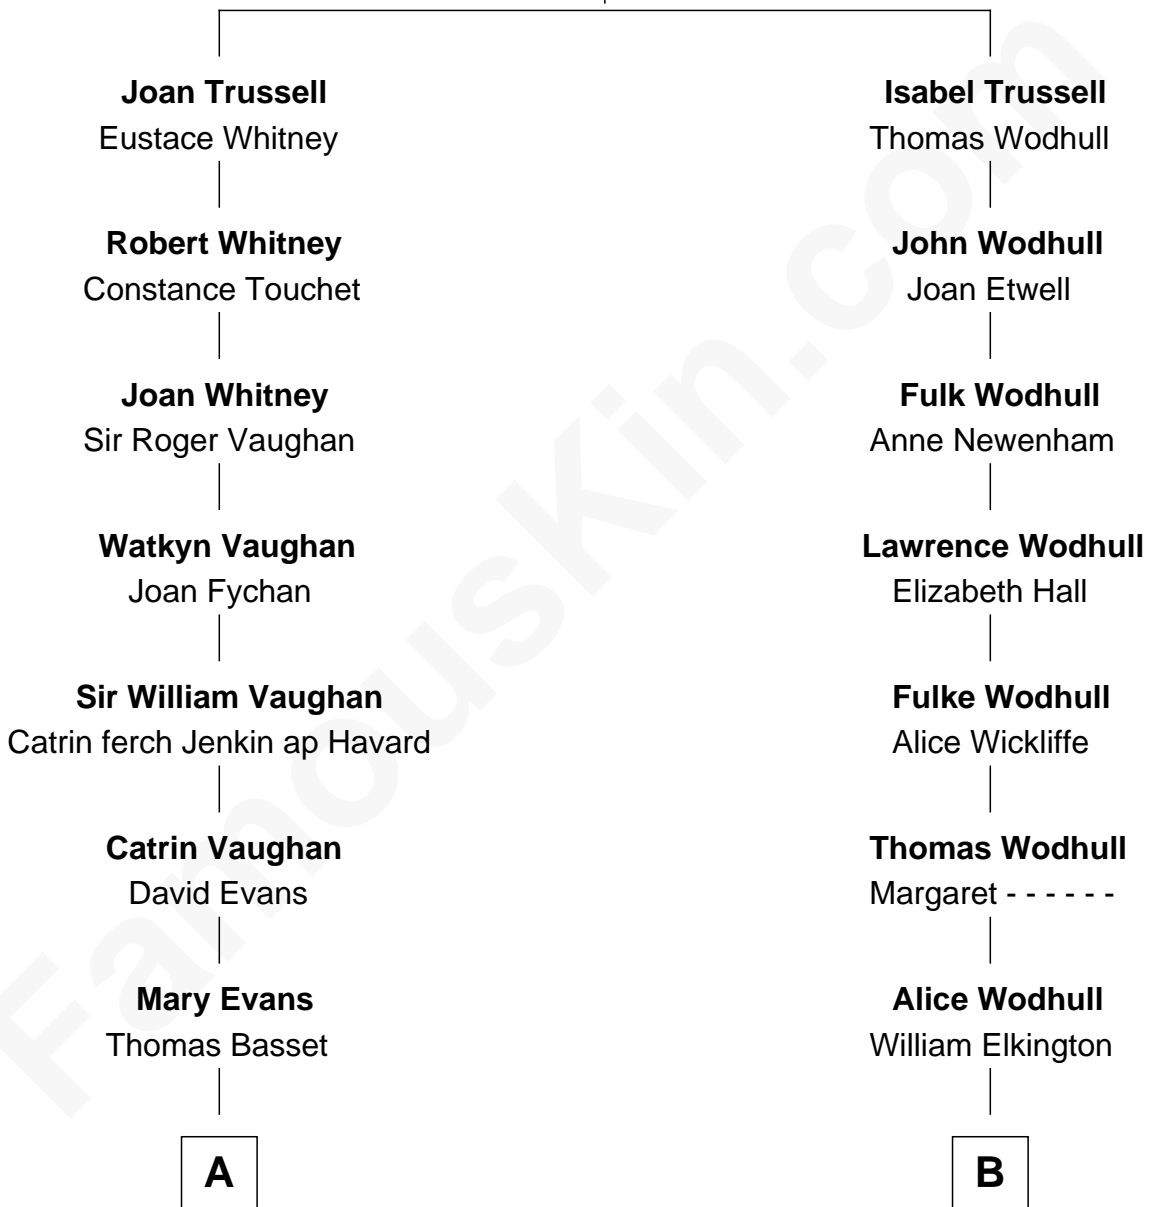 Joan Trussell
Eustace Whitney
Robert Whitney
Constance Touchet
Joan Whitney
Sir Roger Vaughan
Watkyn Vaughan
Joan Fychan
Sir William Vaughan
Catrin ferch Jenkin ap Havard
Catrin Vaughan
David Evans
Mary Evans
Thomas Basset
A
Isabel Trussell
Thomas Wodhull
John Wodhull
Joan Etwell
Fulk Wodhull
Anne Newenham
Lawrence Wodhull
Elizabeth Hall
Fulke Wodhull
Alice Wickliffe
Thomas Wodhull
Margaret - - - - - -
Alice Wodhull
William Elkington
B
FamousKin.com